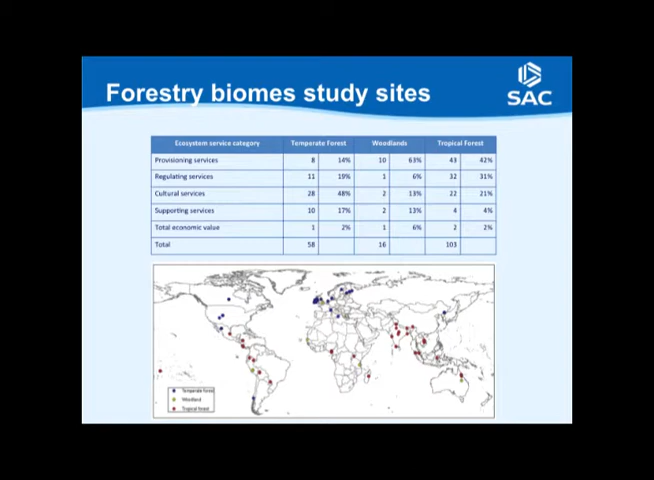 Forestry biomes study sites
SAC
Ecosystem service category Temperate Forest Woodlands Tropical Forest
Provisioning services 8 14% 10 63% 43 42%
Regulating services 11 19% 1 6% 32 31%
Cultural services 28 48% 2 13% 22 21%
Supporting services 10 17% 2 13% 4 4%
Total economic value 1 2% 1 6% 2 2%
Total 58 16 103
Temperate forest
Woodland
Tropical forest